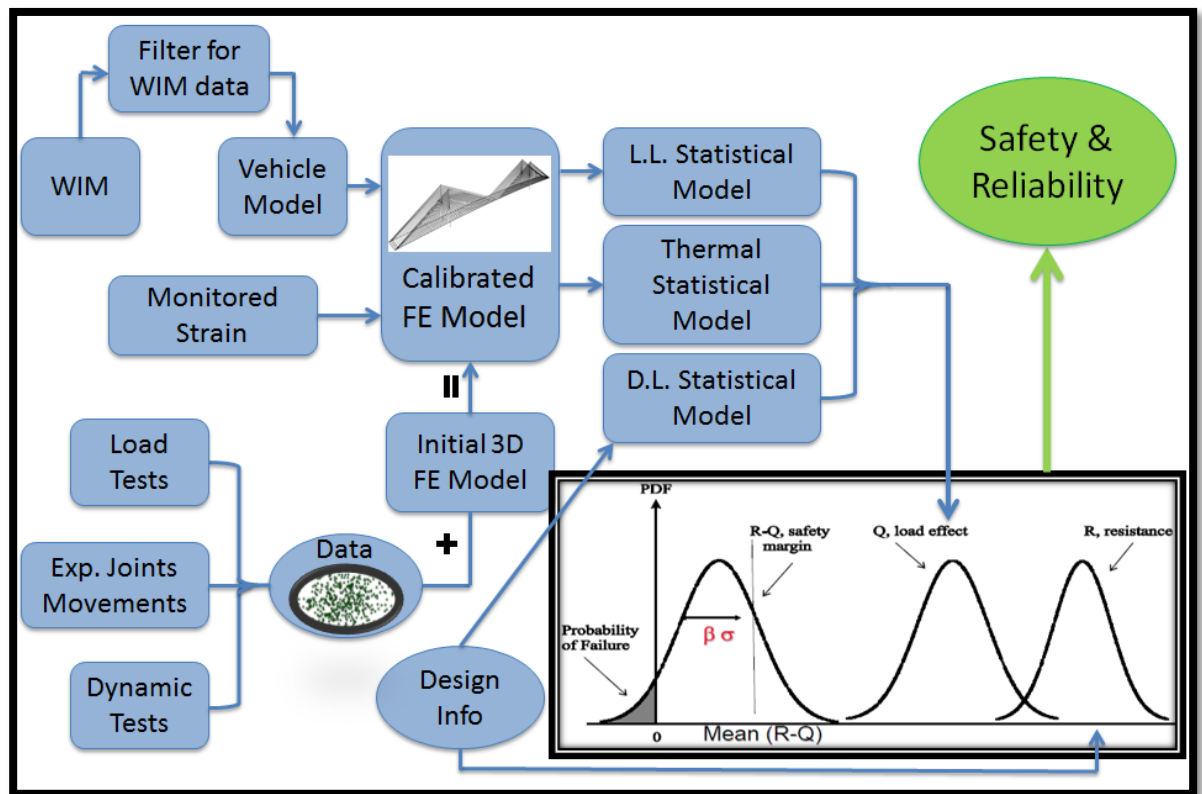 Filter for
WIM data
WIM
Vehicle
Model
Monitored
Strain
Calibrated
FE Model
L.L. Statistical
Model
Thermal
Statistical
Model
D.L. Statistical
Model
Safety &
Reliability
Load
Tests
Exp. Joints
Movements
Dynamic
Tests
Data
+
=
Initial 3D
FE Model
Design
Info
PDF
R-Q, safety
margin
Q, load effect
R, resistance
Probability
of Failure
β σ
0
Mean (R-Q)